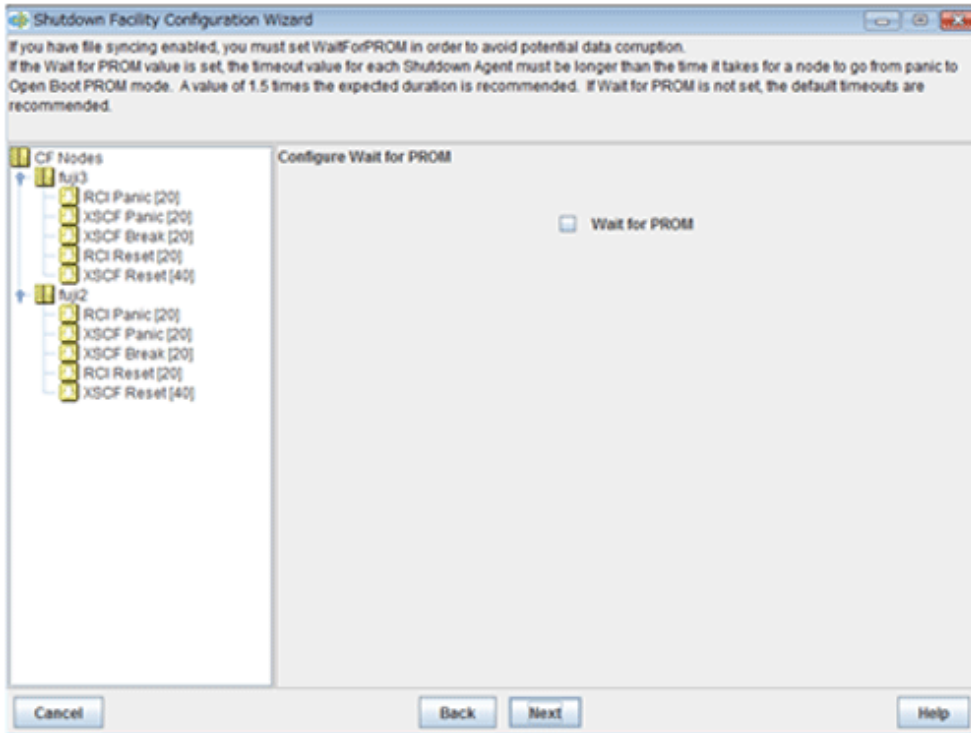 Shutdown Facility Configuration Wizard
If you have file syncing enabled, you must set WaitForPROM in order to avoid potential data corruption.
If the Wait for PROM value is set, the timeout value for each Shutdown Agent must be longer than the time it takes for a node to go from panic to
Open Boot PROM mode. A value of 1.5 times the expected duration is recommended. If Wait for PROM is not set, the default timeouts are
recommended.
CF Nodes
fuji3
RCI Panic [20]
XSCF Panic [20]
XSCF Break [20]
RCI Reset [20]
XSCF Reset [40]
fuji2
RCI Panic [20]
XSCF Panic [20]
XSCF Break [20]
RCI Reset [20]
XSCF Reset [40]
Configure Wait for PROM
Wait for PROM
Cancel
Back
Next
Help